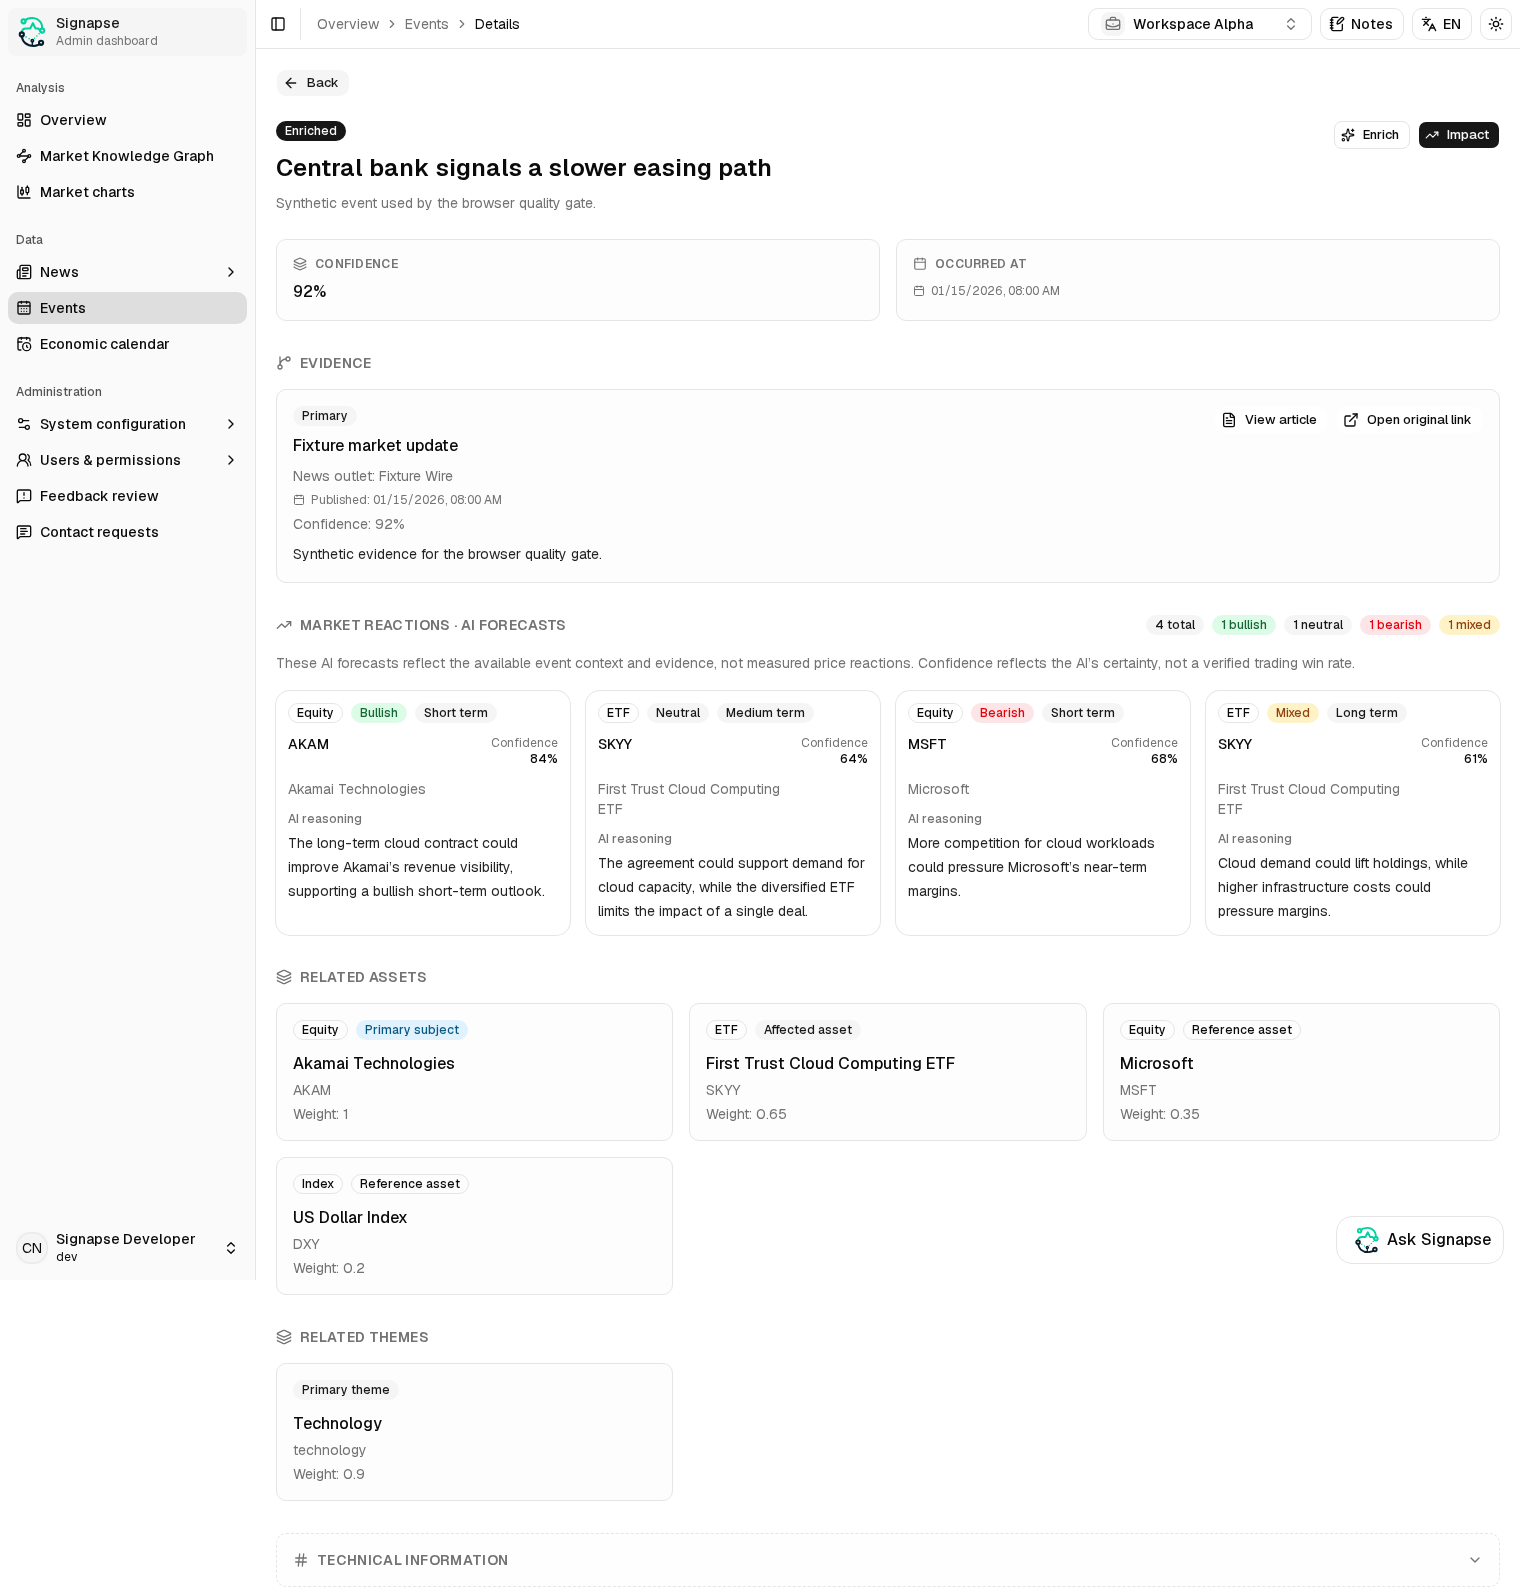 Signapse
Admin dashboard
Analysis
Overview
Market Knowledge Graph
Market charts
Data
News
Events
Economic calendar
Administration
System configuration
Users & permissions
Feedback review
Contact requests
CN
Signapse Developer
dev
Overview > Events > Details
Workspace Alpha
Notes
EN
Back
Enriched
Enrich
Impact
Central bank signals a slower easing path
Synthetic event used by the browser quality gate.
CONFIDENCE
92%
OCCURRED AT
01/15/2026, 08:00 AM
EVIDENCE
Primary
View article
Open original link
Fixture market update
News outlet: Fixture Wire
Published: 01/15/2026, 08:00 AM
Confidence: 92%
Synthetic evidence for the browser quality gate.
MARKET REACTIONS · AI FORECASTS
4 total
1 bullish
1 neutral
1 bearish
1 mixed
These AI forecasts reflect the available event context and evidence, not measured price reactions. Confidence reflects the AI's certainty, not a verified trading win rate.
Equity
Bullish
Short term
AKAM
Confidence
84%
Akamai Technologies
AI reasoning
The long-term cloud contract could
improve Akamai's revenue visibility,
supporting a bullish short-term outlook.
ETF
Neutral
Medium term
SKYY
Confidence
64%
First Trust Cloud Computing
ETF
AI reasoning
The agreement could support demand for
cloud capacity, while the diversified ETF
limits the impact of a single deal.
Equity
Bearish
Short term
MSFT
Confidence
68%
Microsoft
AI reasoning
More competition for cloud workloads
could pressure Microsoft's near-term
margins.
ETF
Mixed
Long term
SKYY
Confidence
61%
First Trust Cloud Computing
ETF
AI reasoning
Cloud demand could lift holdings, while
higher infrastructure costs could
pressure margins.
RELATED ASSETS
Equity
Primary subject
Akamai Technologies
AKAM
Weight: 1
ETF
Affected asset
First Trust Cloud Computing ETF
SKYY
Weight: 0.65
Equity
Reference asset
Microsoft
MSFT
Weight: 0.35
Index
Reference asset
US Dollar Index
DXY
Weight: 0.2
Ask Signapse
RELATED THEMES
Primary theme
Technology
technology
Weight: 0.9
TECHNICAL INFORMATION